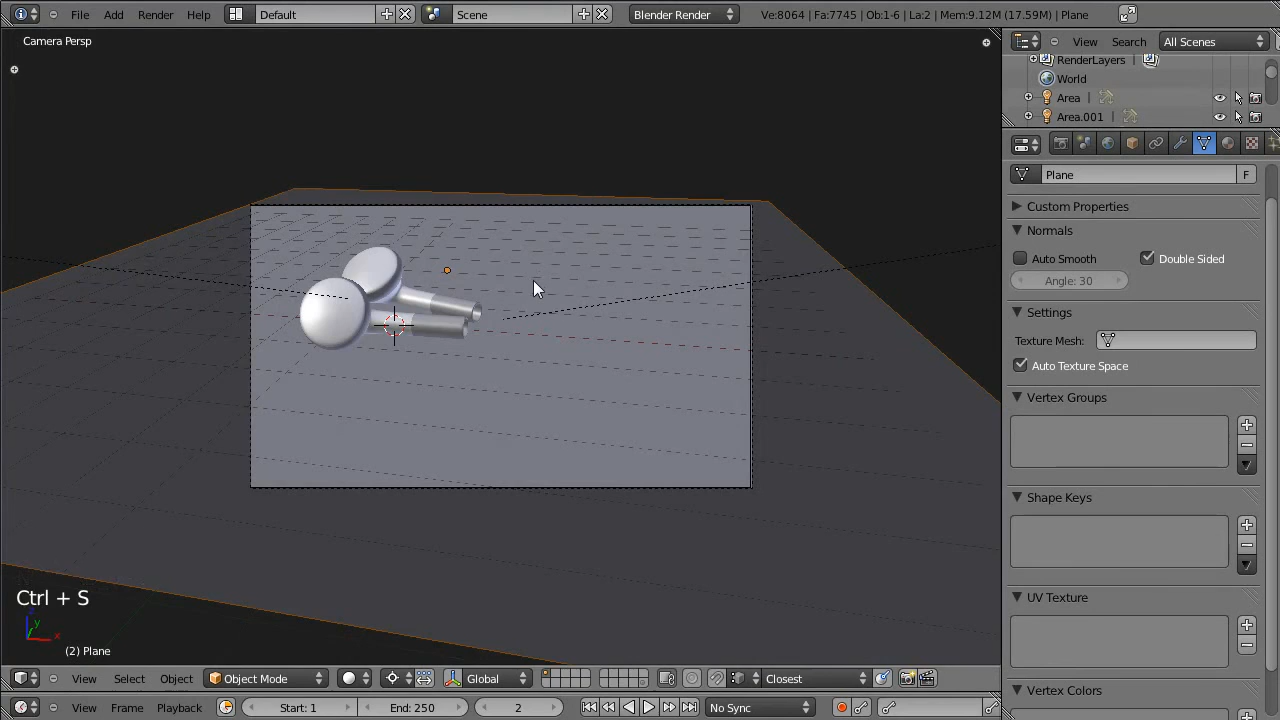 File Add Render Help Default Scene Blender Render Ve:8064 | Fa:7745 | Ob:1-6 | La:2 | Mem:9.12M (17.59M) | Plane
Camera Persp
View Search All Scenes
RenderLayers |
World
Area |
Area.001 |
Plane F
Custom Properties
Normals
Auto Smooth Double Sided
Angle: 30
Settings
Texture Mesh:
Auto Texture Space
Vertex Groups
Shape Keys
UV Texture
Vertex Colors
Ctrl + S
z
y
x
(2) Plane
View Select Object Object Mode Global Closest
View Frame Playback Start: 1 End: 250 2 No Sync